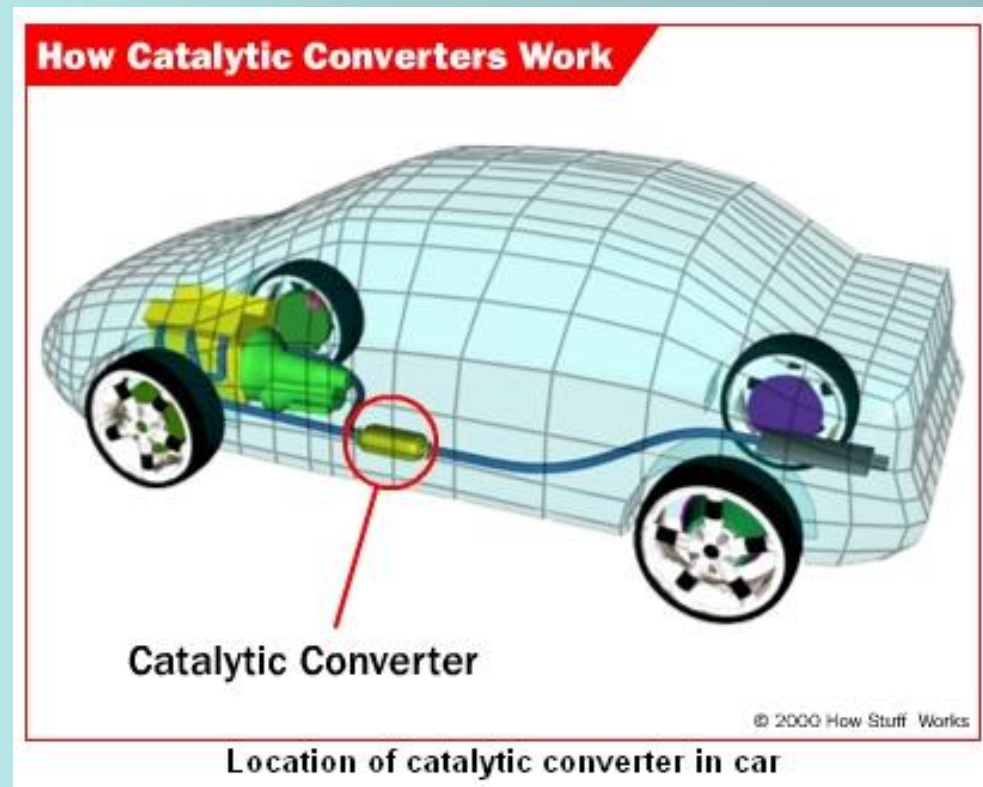 How Catalytic Converters Work
Catalytic Converter
© 2000 How Stuff Works
Location of catalytic converter in car